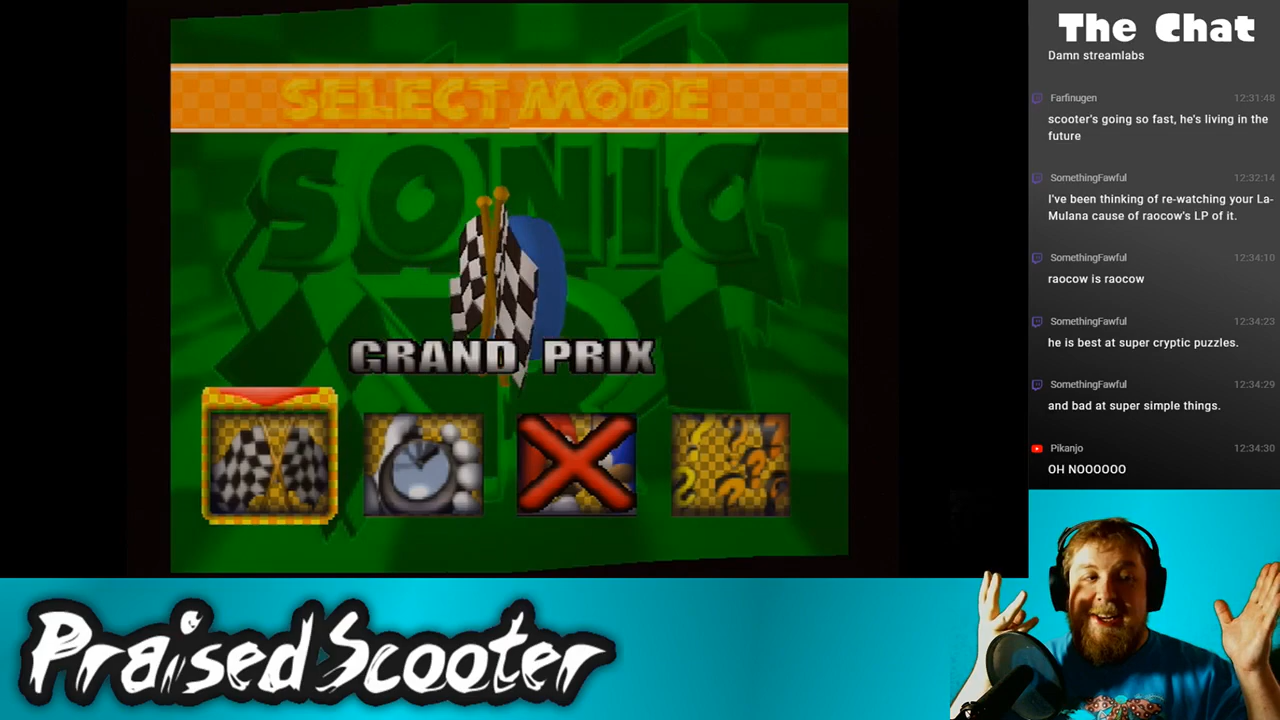 SELECT MODE
SONIC
R
GRAND PRIX
PraisedScooter
The Chat
Damn streamlabs
Farfinugen 12:31:48
scooter's going so fast, he's living in the
future
SomethingFawful 12:32:14
I've been thinking of re-watching your La-
Mulana cause of raocow's LP of it.
SomethingFawful 12:34:10
raocow is raocow
SomethingFawful 12:34:23
he is best at super cryptic puzzles.
SomethingFawful 12:34:29
and bad at super simple things.
Pikanjo 12:34:30
OH NOOOOOO